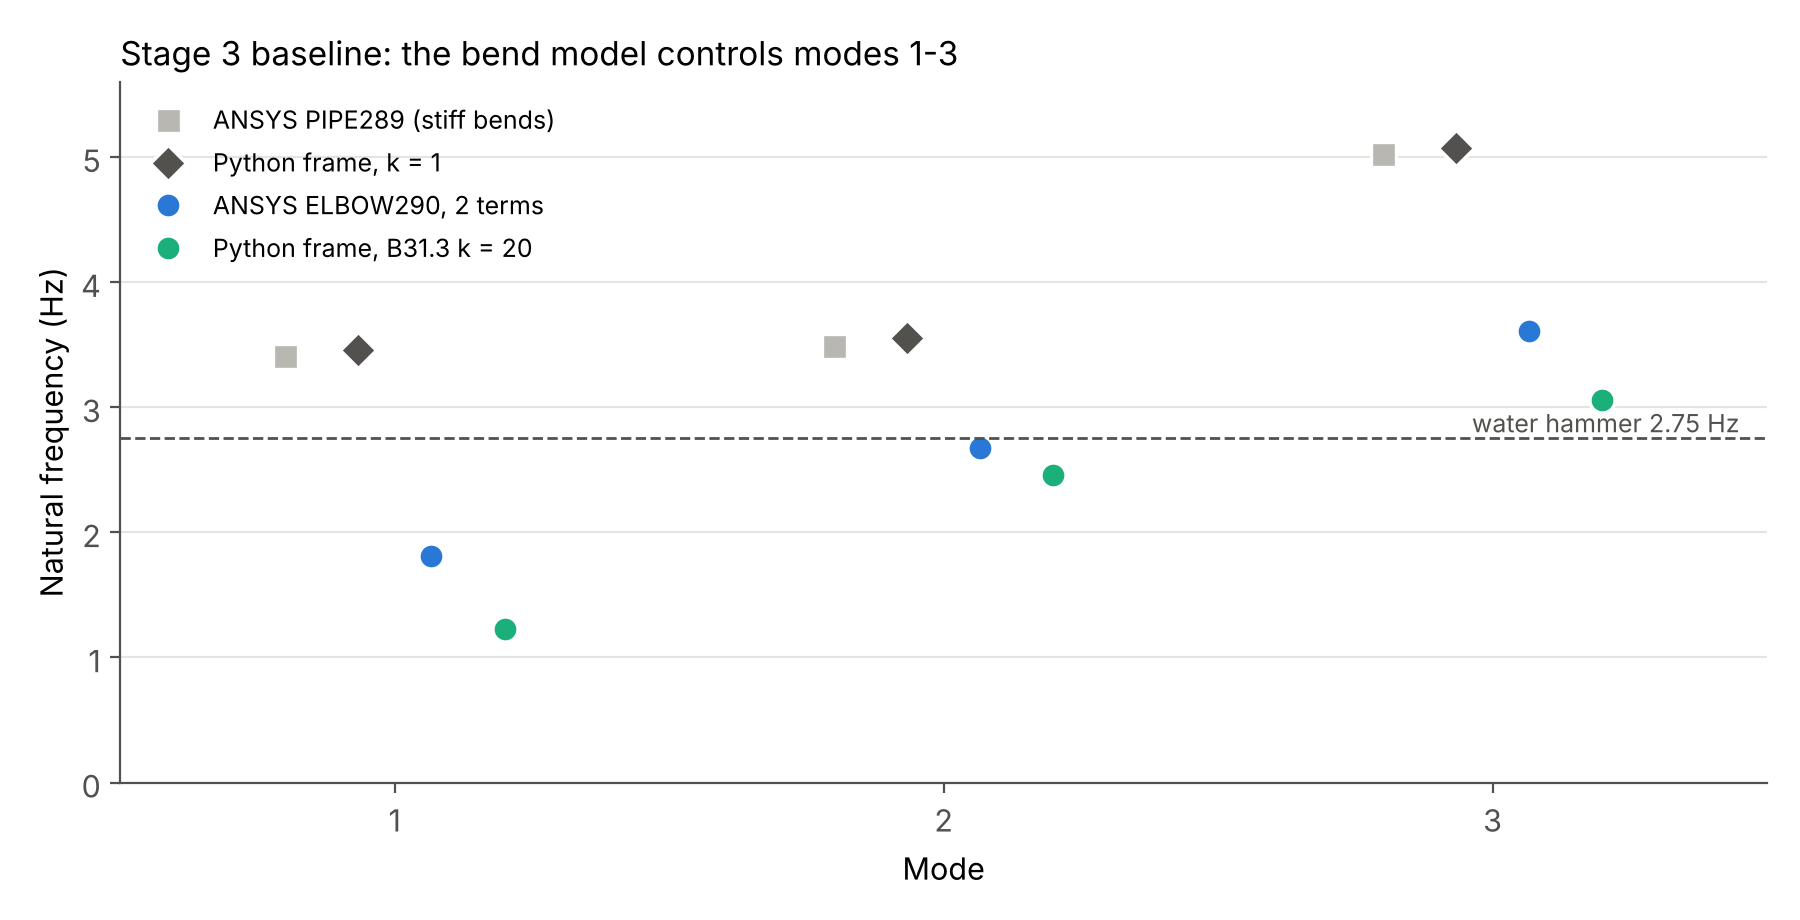 Stage 3 baseline: the bend model controls modes 1-3
ANSYS PIPE289 (stiff bends)
Python frame, k = 1
ANSYS ELBOW290, 2 terms
Python frame, B31.3 k = 20
Natural frequency (Hz)
5
4
3
2
1
0
water hammer 2.75 Hz
1
2
3
Mode